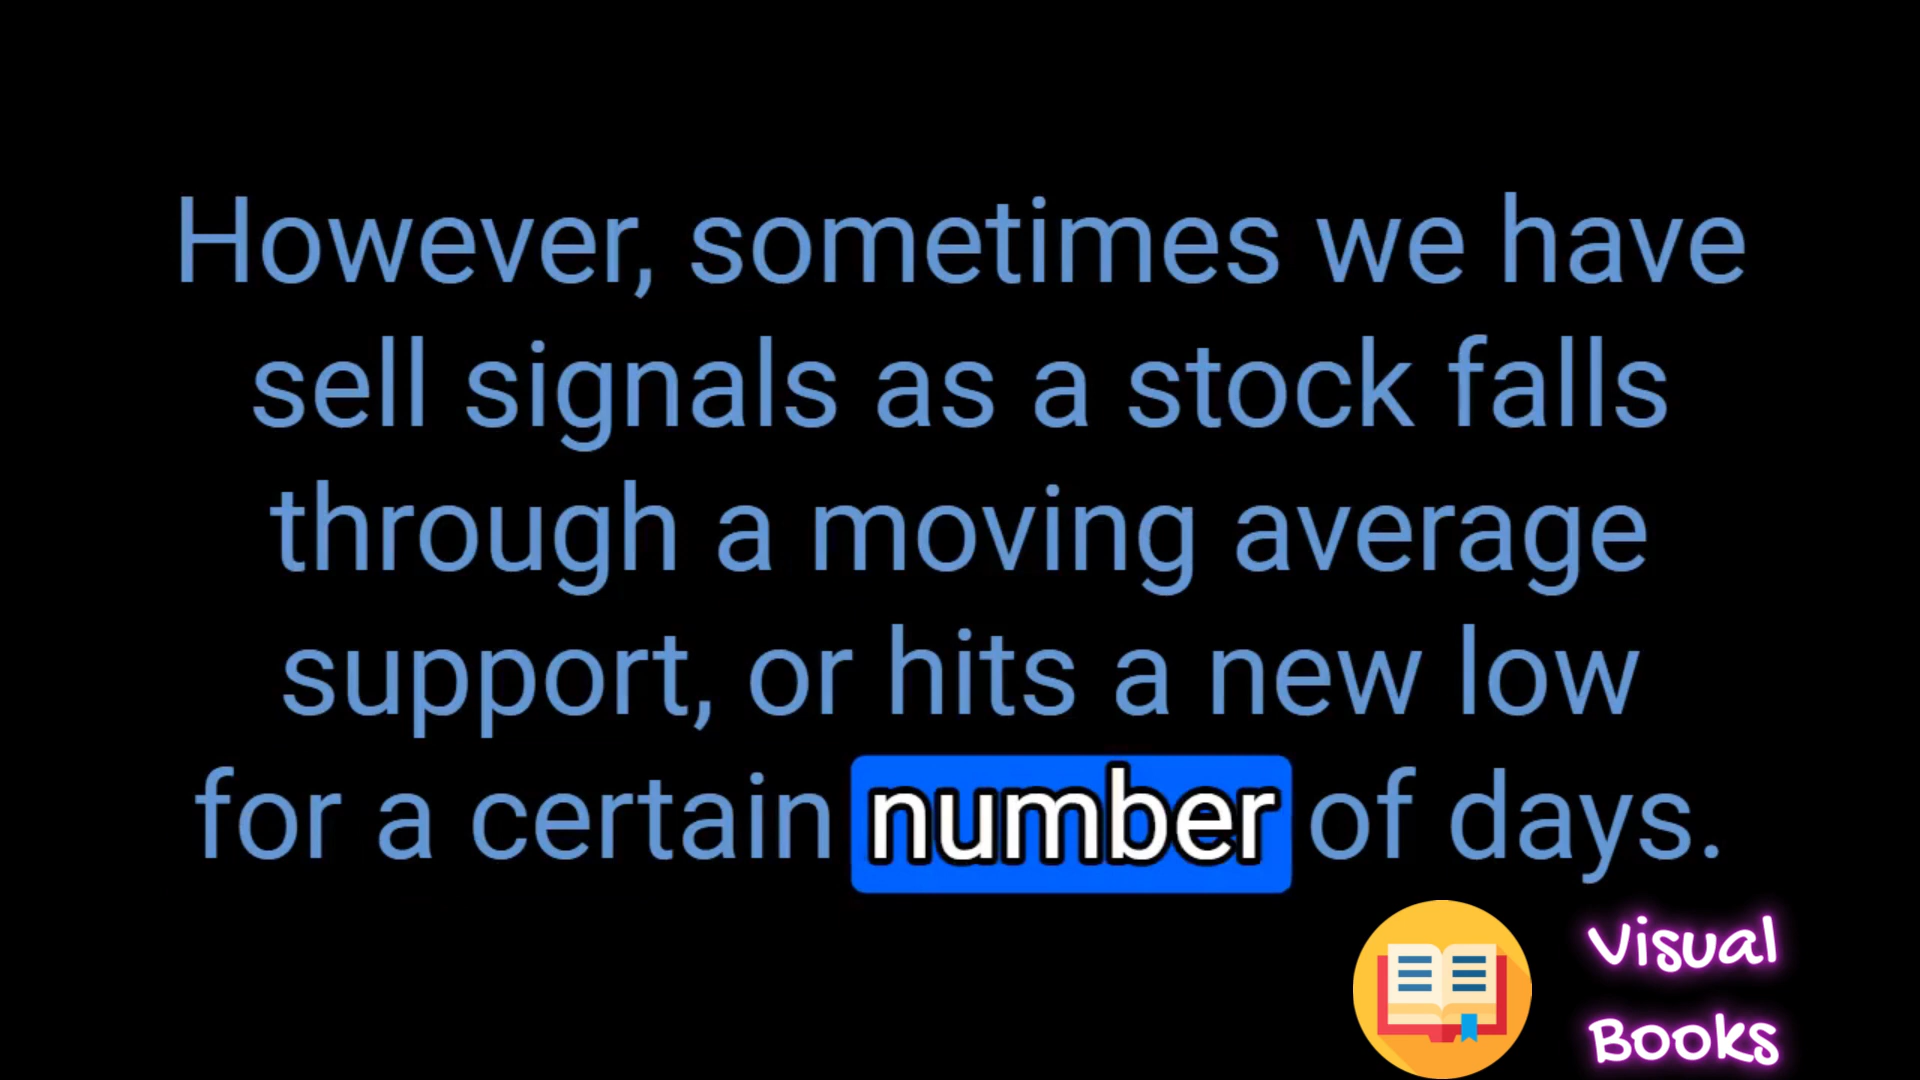 However, sometimes we have
sell signals as a stock falls
through a moving average
support, or hits a new low
for a certain number of days.
Visual
Books